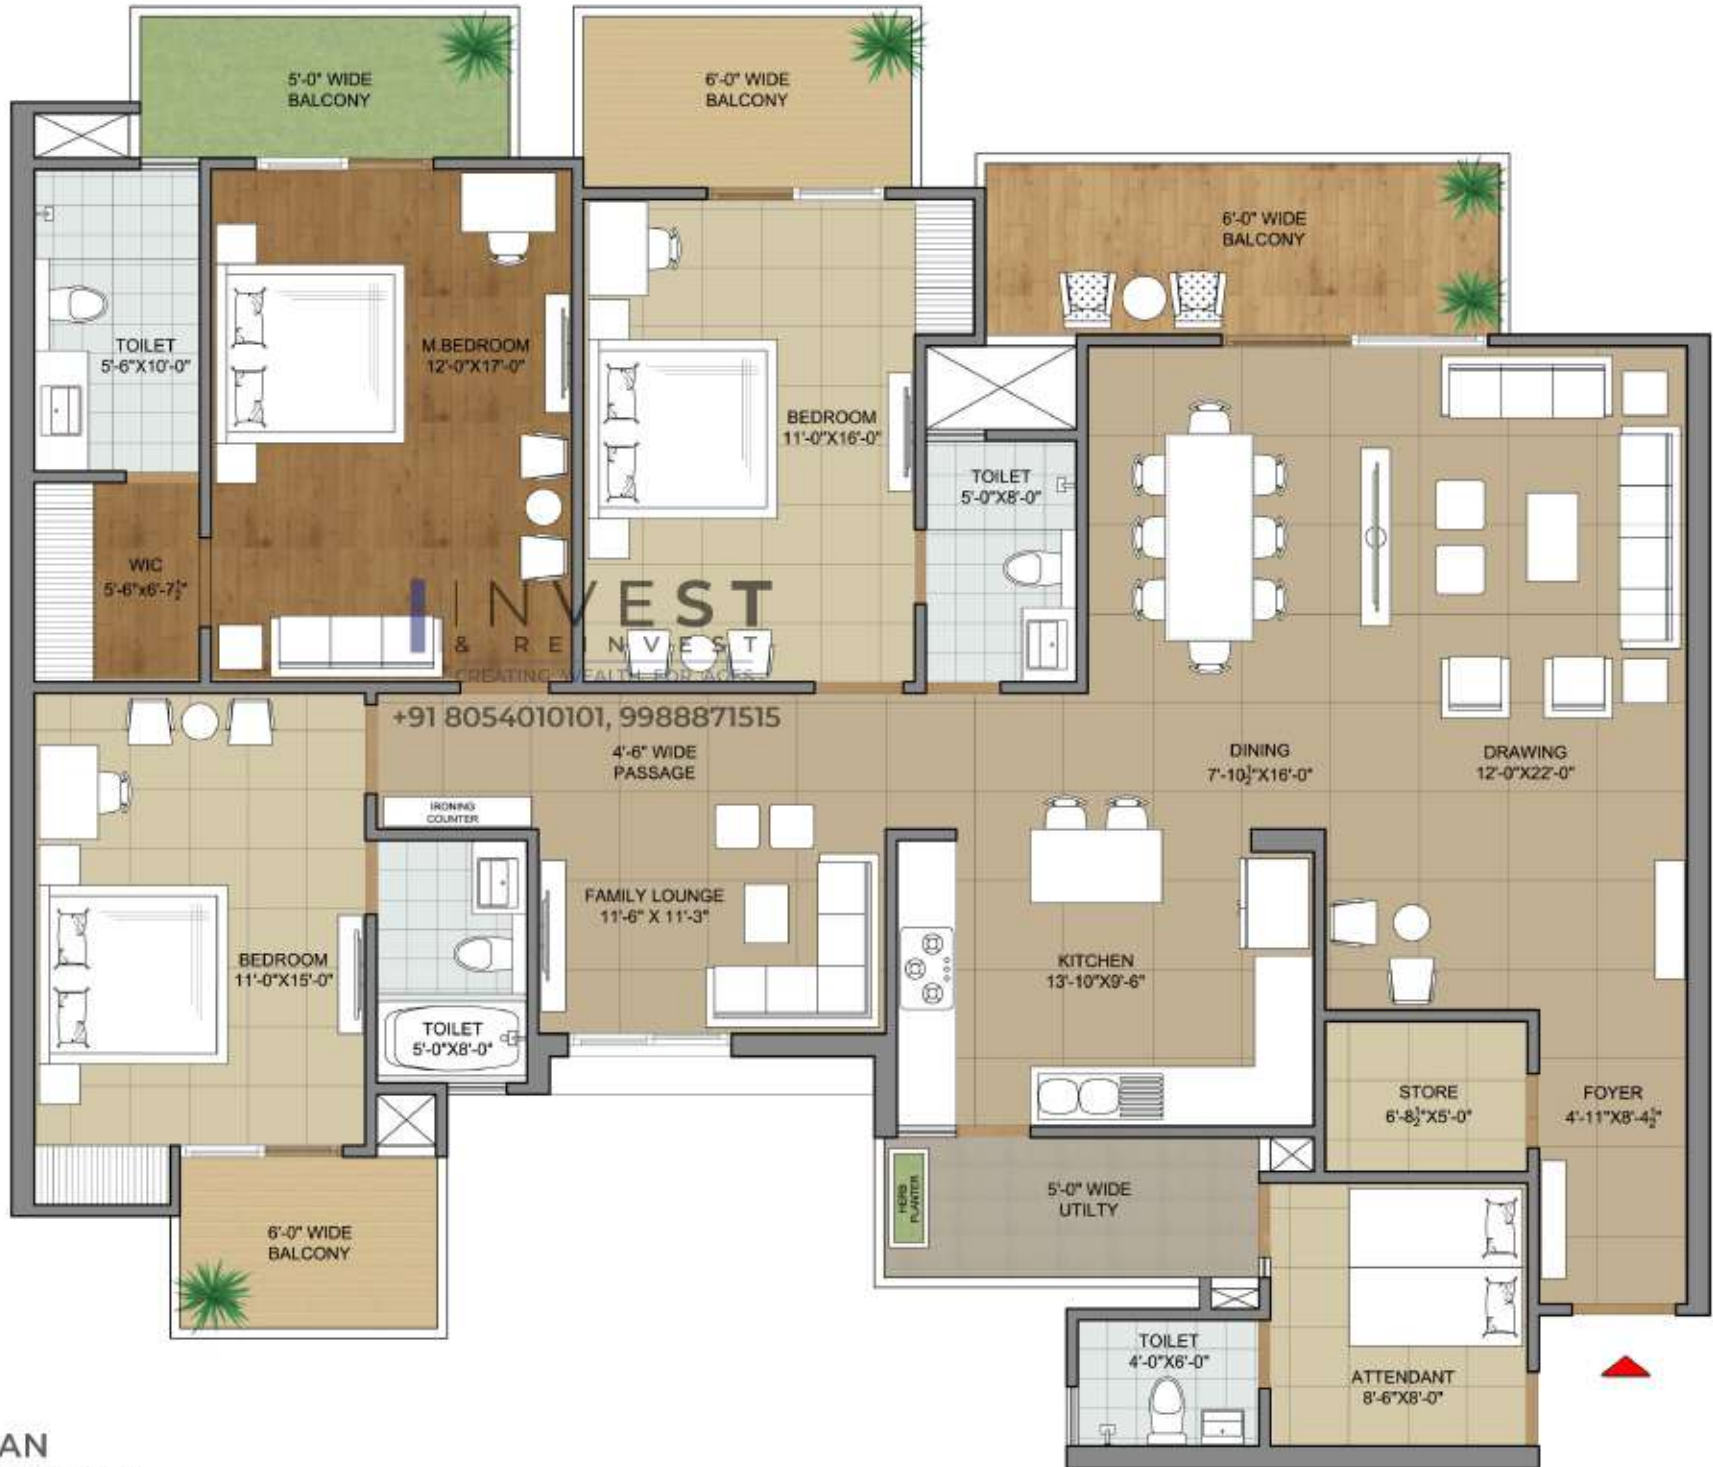 5'-0" WIDE
BALCONY
6'-0" WIDE
BALCONY
6'-0" WIDE
BALCONY
TOILET
5'-6"X10'-0"
M.BEDROOM
12'-0"X17'-0"
BEDROOM
11'-0"X16'-0"
TOILET
5'-0"X8'-0"
WIC
5'-6"x6'-7½"
INVEST
& REINVEST
CREATING WEALTH FOR AGES
+91 8054010101, 9988871515
4'-6" WIDE
PASSAGE
DINING
7'-10½"X16'-0"
DRAWING
12'-0"X22'-0"
IRONING
COUNTER
FAMILY LOUNGE
11'-6" X 11'-3"
BEDROOM
11'-0"X15'-0"
KITCHEN
13'-10"X9'-6"
TOILET
5'-0"X8'-0"
STORE
6'-8½"X5'-0"
FOYER
4'-11"X8'-4½"
HERB
PLANTER
5'-0" WIDE
UTILTY
6'-0" WIDE
BALCONY
TOILET
4'-0"X6'-0"
ATTENDANT
8'-6"X8'-0"
AN